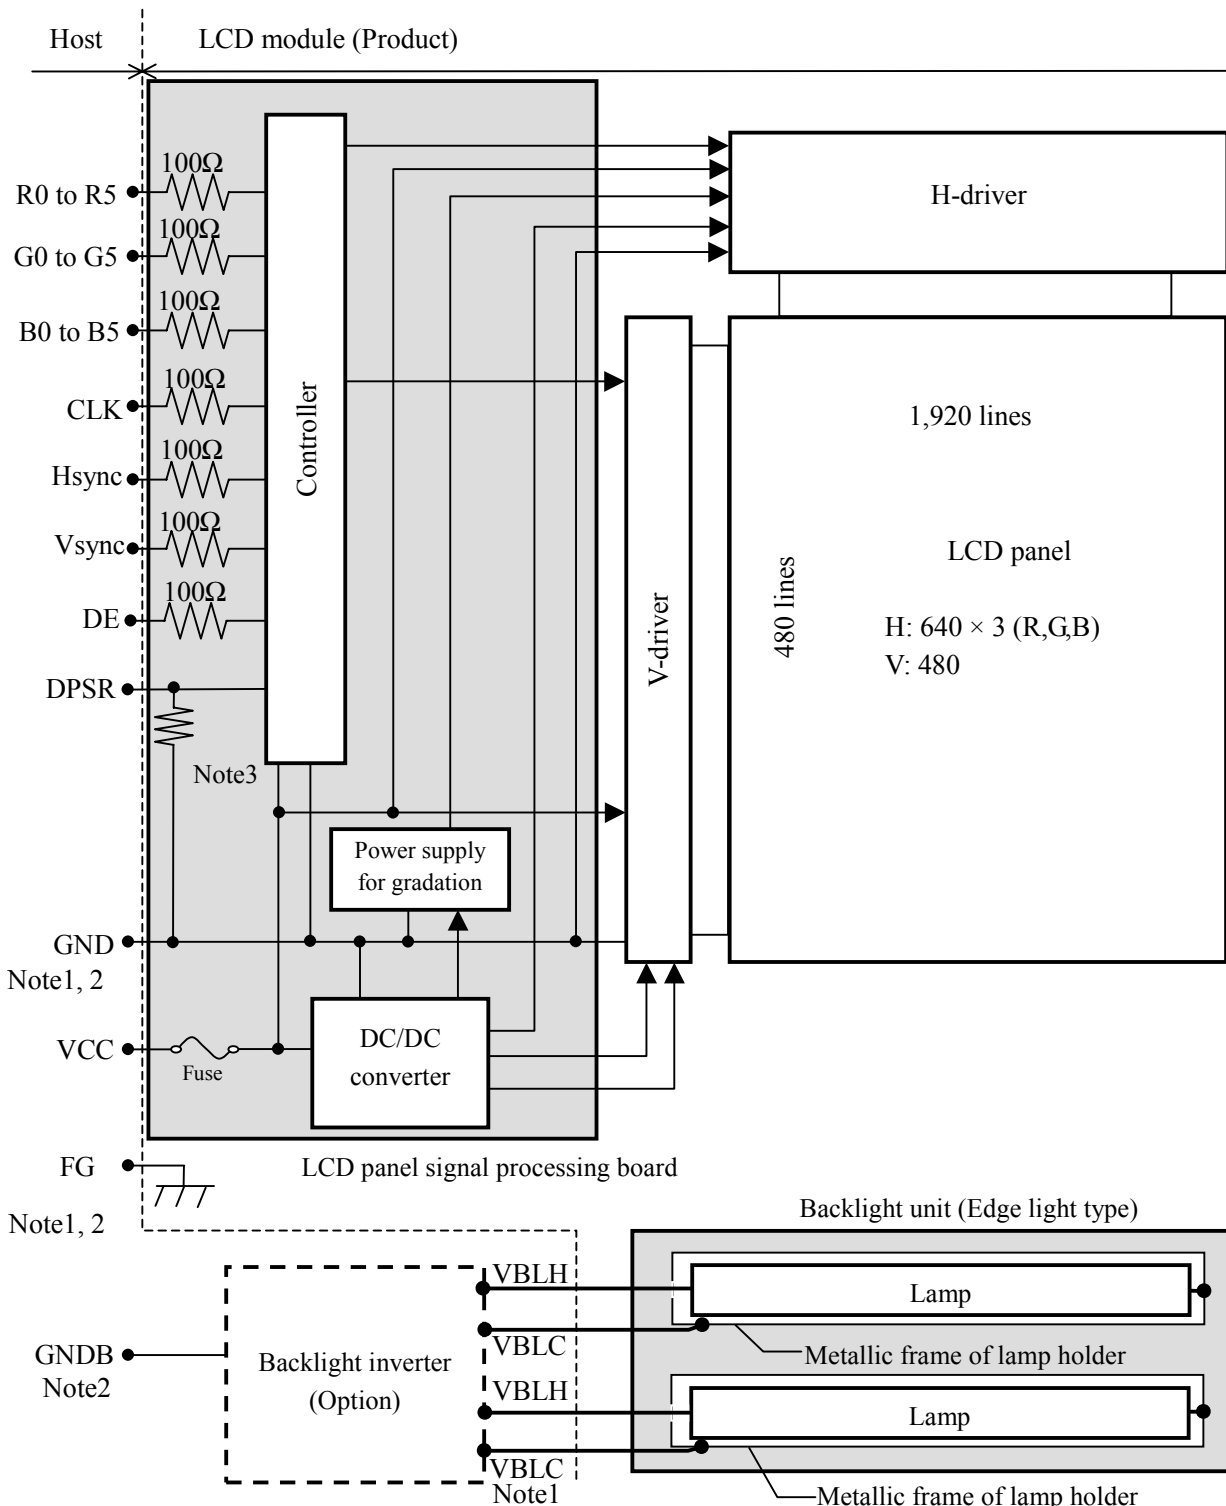 Host
LCD module (Product)
100Ω
R0 to R5
100Ω
G0 to G5
100Ω
B0 to B5
100Ω
CLK
100Ω
Hsync
100Ω
Vsync
100Ω
DE
DPSR
Note3
Controller
H-driver
V-driver
1,920 lines
480 lines
LCD panel
H: 640 × 3 (R,G,B)
V: 480
Power supply
for gradation
GND
Note1, 2
VCC
Fuse
DC/DC
converter
FG
Note1, 2
LCD panel signal processing board
Backlight unit (Edge light type)
VBLH
Lamp
VBLC
Metallic frame of lamp holder
GNDB
Note2
Backlight inverter
(Option)
VBLH
Lamp
VBLC
Note1
Metallic frame of lamp holder